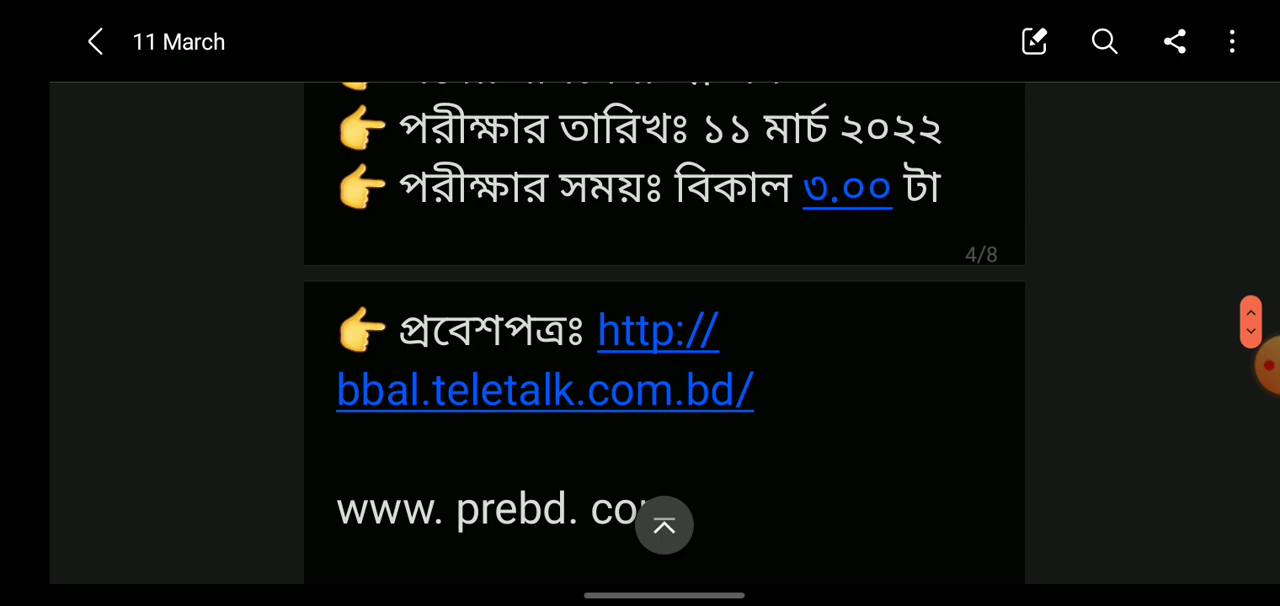 11 March
👉 পরীক্ষার তারিখঃ ১১ মার্চ ২০২২
👉 পরীক্ষার সময়ঃ বিকাল ৩.০০ টা
4/8
👉 প্রবেশপত্রঃ http://
bbal.teletalk.com.bd/
www. prebd.